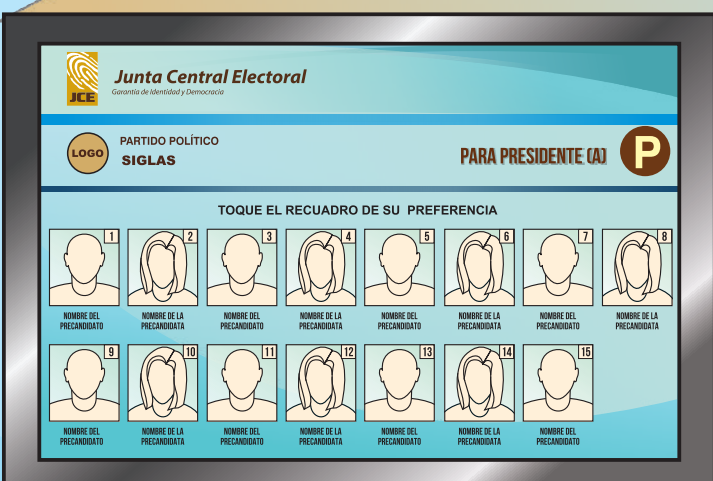 JCE
Junta Central Electoral
Garantía de Identidad y Democracia
LOGO
PARTIDO POLÍTICO
SIGLAS
PARA PRESIDENTE (A)
P
TOQUE EL RECUADRO DE SU PREFERENCIA
1 2 3 4 5 6 7 8
NOMBRE DEL NOMBRE DE LA NOMBRE DEL NOMBRE DE LA NOMBRE DEL NOMBRE DE LA NOMBRE DEL NOMBRE DE LA
PRECANDIDATO PRECANDIDATA PRECANDIDATO PRECANDIDATA PRECANDIDATO PRECANDIDATA PRECANDIDATO PRECANDIDATA
9 10 11 12 13 14 15
NOMBRE DEL NOMBRE DE LA NOMBRE DEL NOMBRE DE LA NOMBRE DEL NOMBRE DE LA NOMBRE DEL
PRECANDIDATO PRECANDIDATA PRECANDIDATO PRECANDIDATA PRECANDIDATO PRECANDIDATA PRECANDIDATO